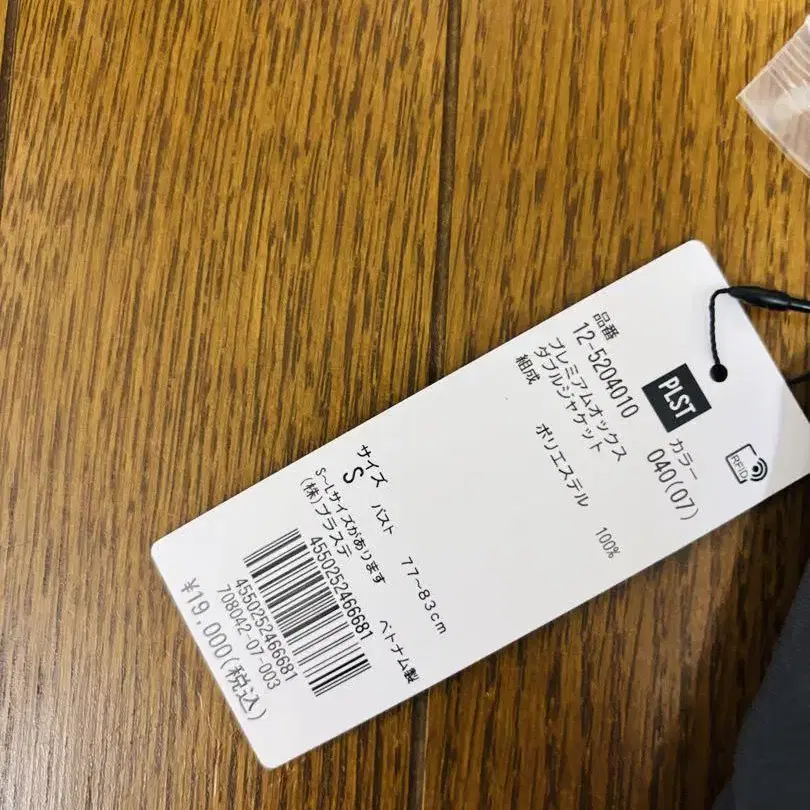 RFID
PLST
カラー
040(07)
品番
12-5204010
プレミアムオックス
ダブルジャケット
組成
ポリエステル 100%
サイズ バスト
S 77～83cm
S～Lサイズがあります
(株)プラステ ベトナム製
4550252466681
4550252466681
708042-07-003
¥19,000(税込)